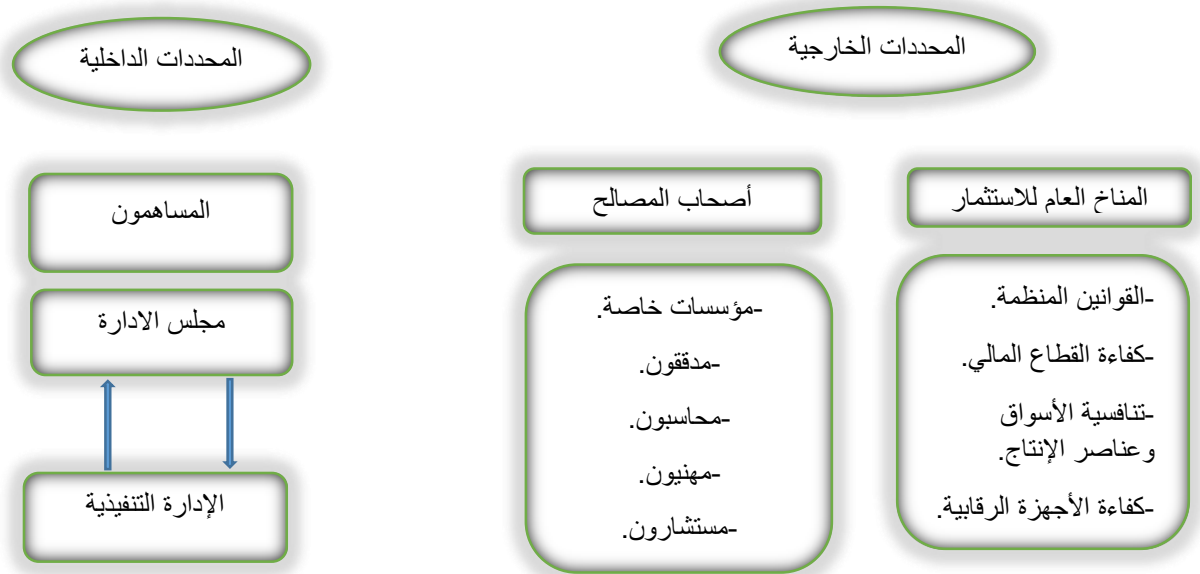 المحددات الخارجية
المحددات الداخلية
المناخ العام للاستثمار
-القوانين المنظمة.
-كفاءة القطاع المالي.
-تنافسية الأسواق
وعناصر الإنتاج.
-كفاءة الأجهزة الرقابية.
أصحاب المصالح
-مؤسسات خاصة.
-مدققون.
-محاسبون.
-مهنيون.
-مستشارون.
المساهمون
مجلس الادارة
الإدارة التنفيذية